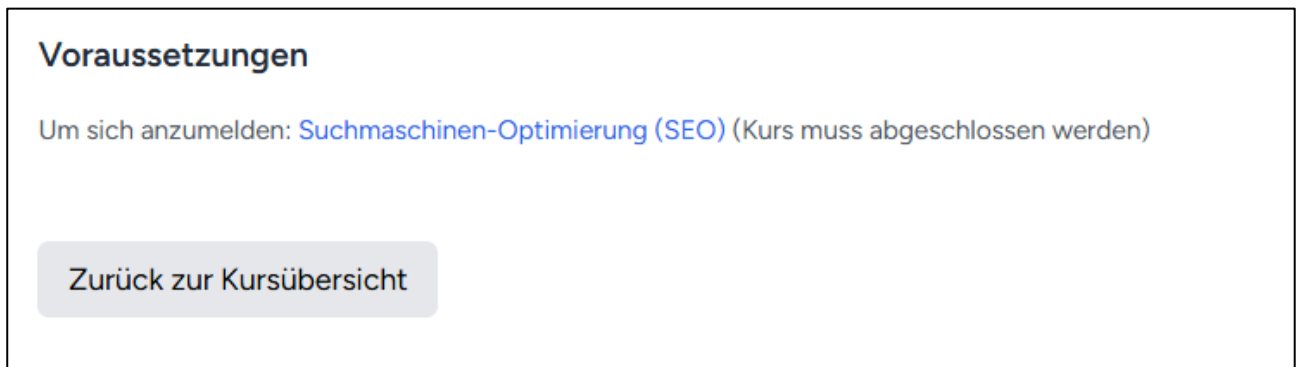 Voraussetzungen
Um sich anzumelden: Suchmaschinen-Optimierung (SEO) (Kurs muss abgeschlossen werden)
Zurück zur Kursübersicht